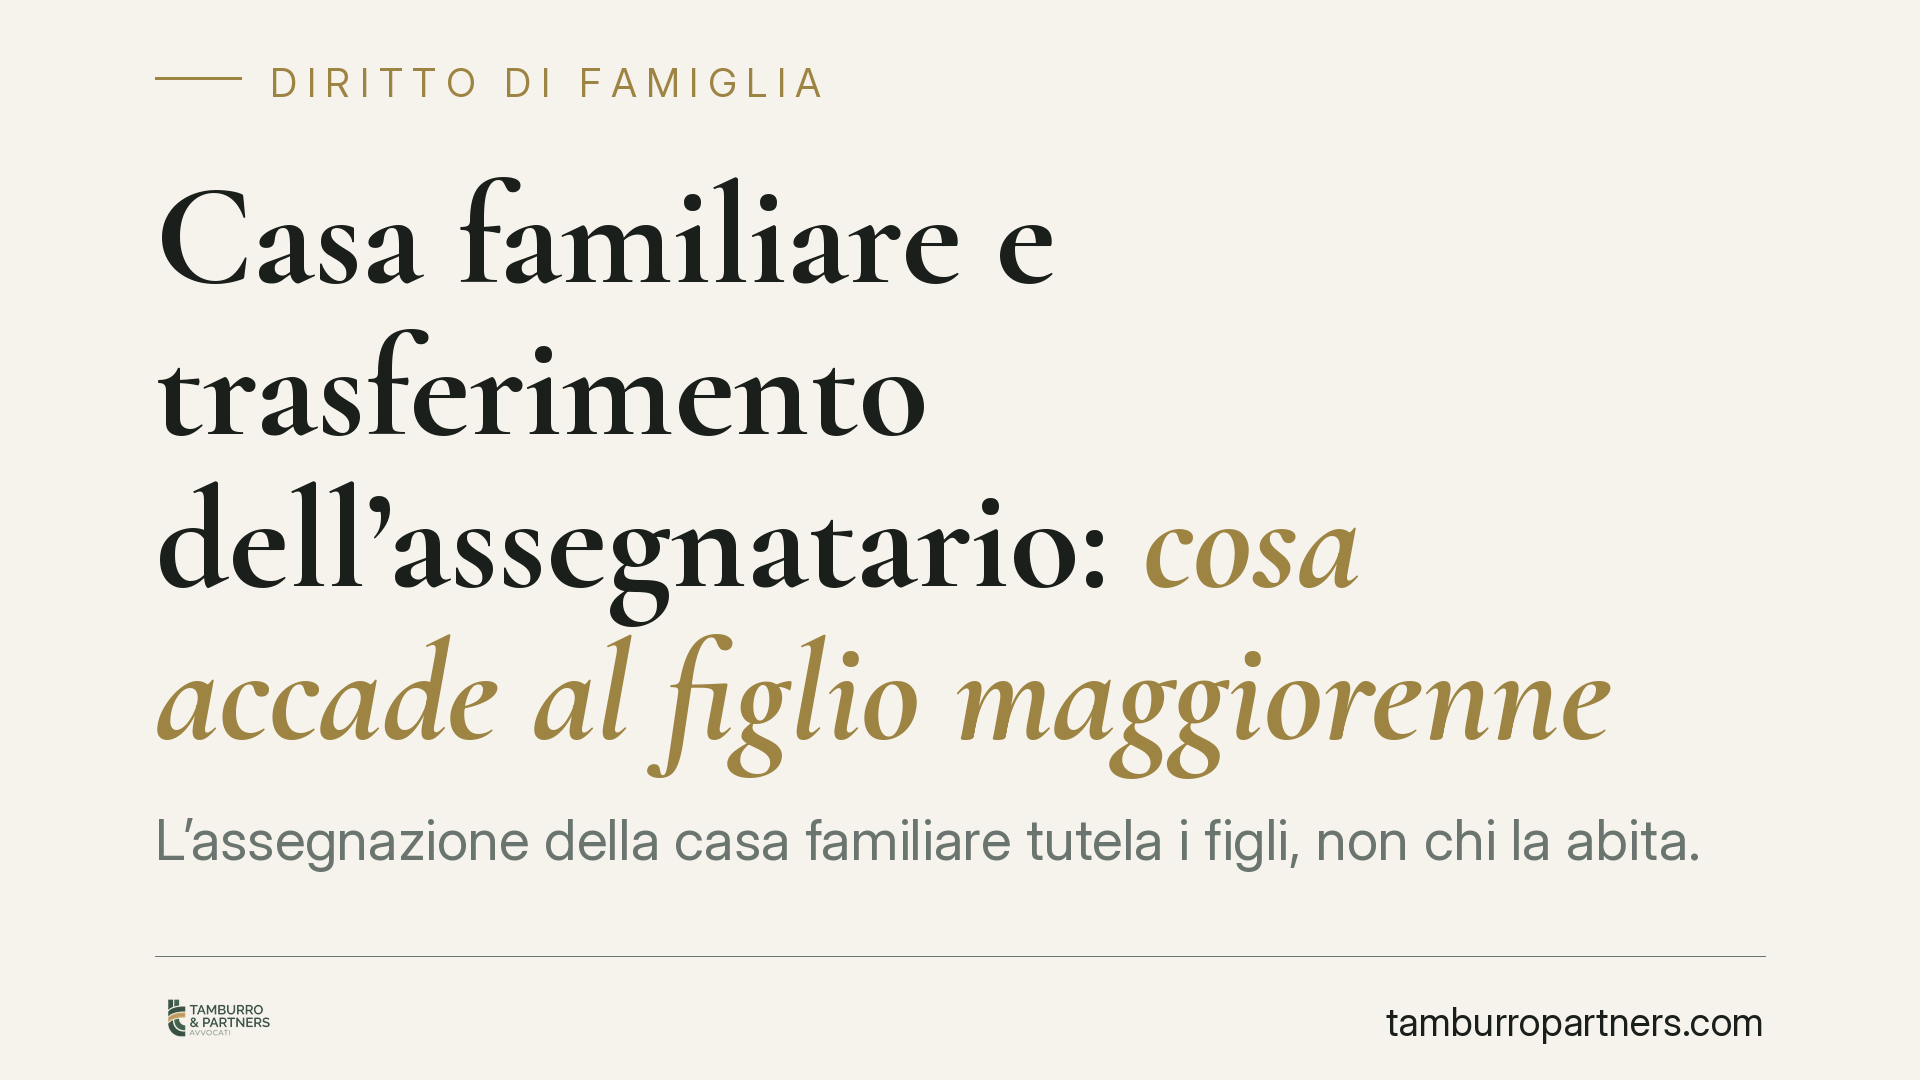 DIRITTO DI FAMIGLIA
Casa familiare e
trasferimento
dell’assegnatario: cosa
accade al figlio maggiorenne
L’assegnazione della casa familiare tutela i figli, non chi la abita.
TAMBURRO
& PARTNERS
AVVOCATI
tamburropartners.com